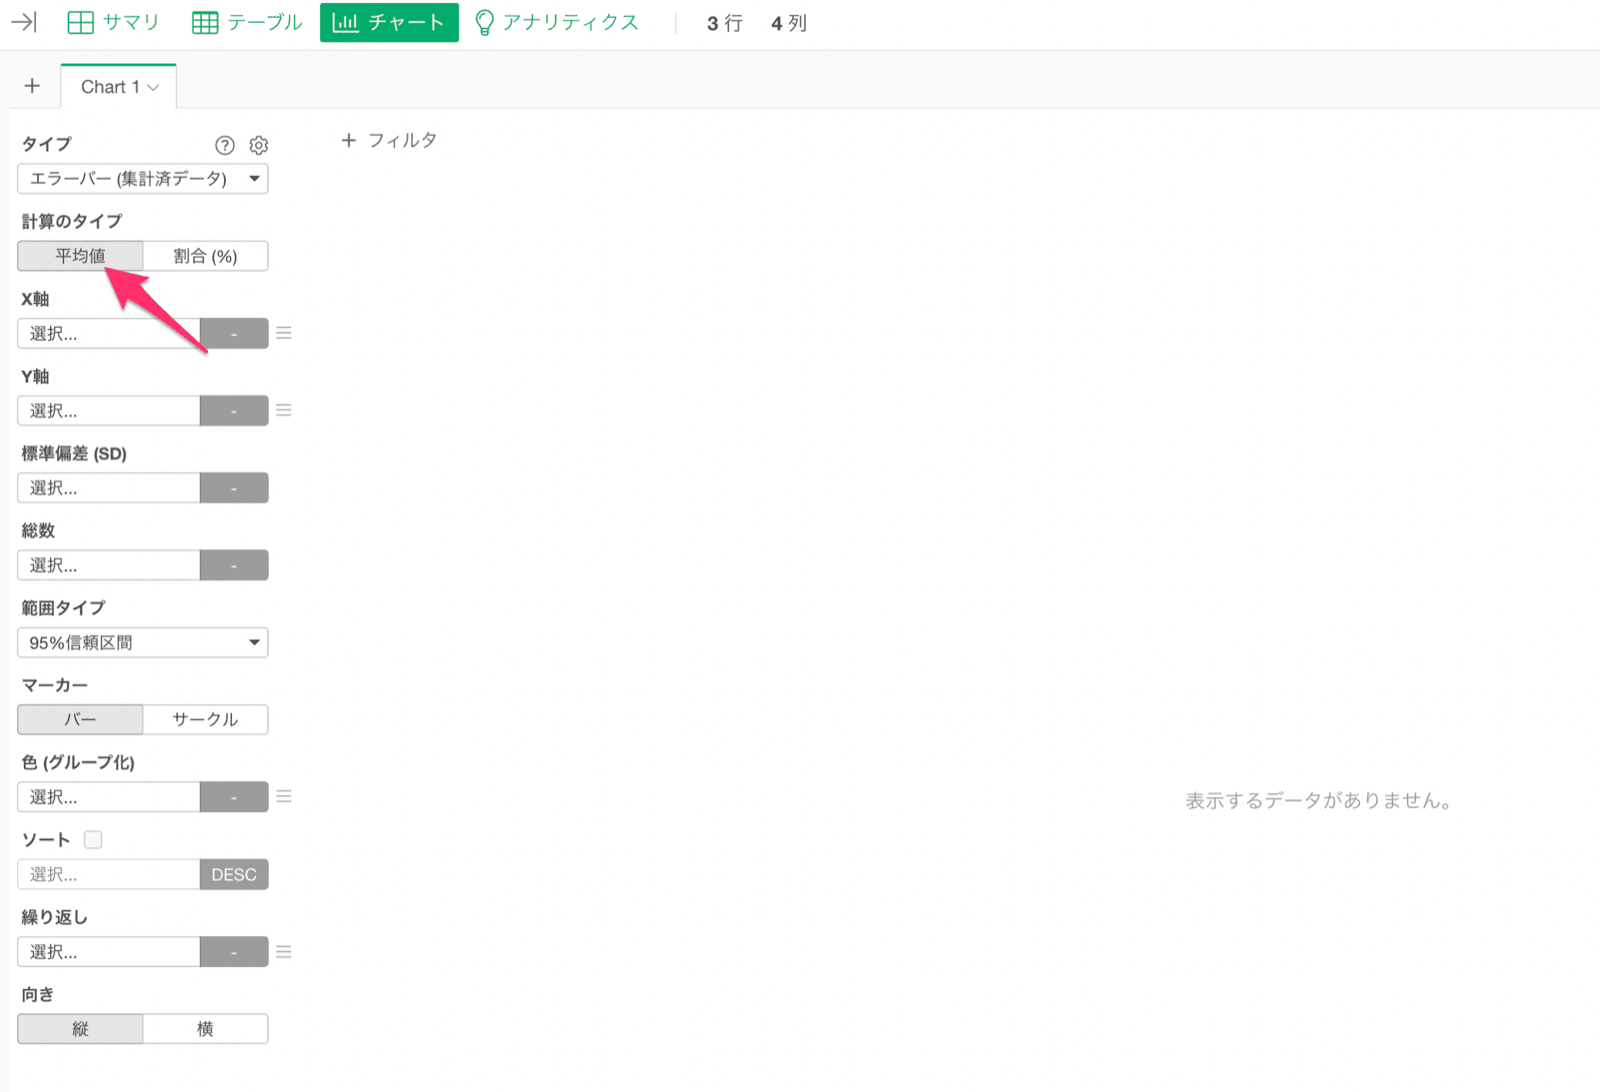 サマリ テーブル チャート アナリティクス 3 行 4 列
+ Chart 1
タイプ
+ フィルタ
エラーバー (集計済データ)
計算のタイプ
平均値 割合 (%)
X軸
選択... -
Y軸
選択... -
標準偏差 (SD)
選択... -
総数
選択... -
範囲タイプ
95%信頼区間
マーカー
バー サークル
色 (グループ化)
選択... -
表示するデータがありません。
ソート
選択... DESC
繰り返し
選択... -
向き
縦 横